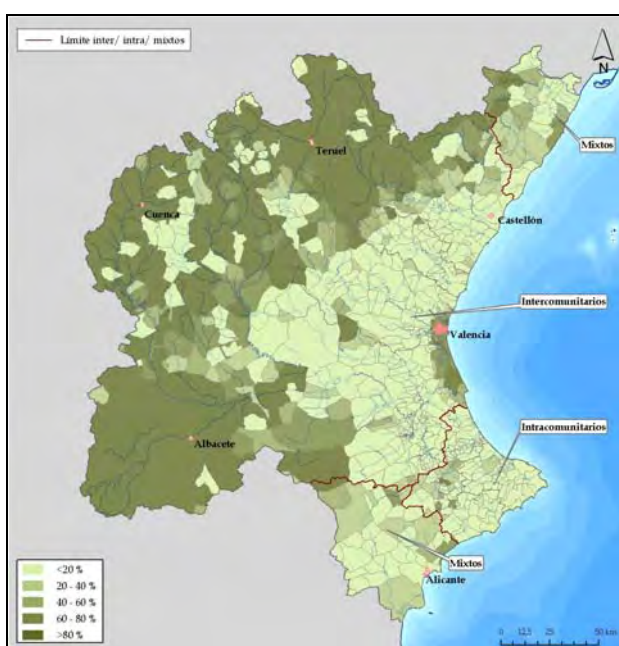 Límite inter/ intra/ mixtos
N
Teruel
Mixtos
Cuenca
Castellón
Intercomunitarios
Valencia
Intracomunitarios
Albacete
Mixtos
Alicante
<20 %
20 - 40 %
40 - 60 %
60 - 80 %
>80 %
0 12,5 25 50 km